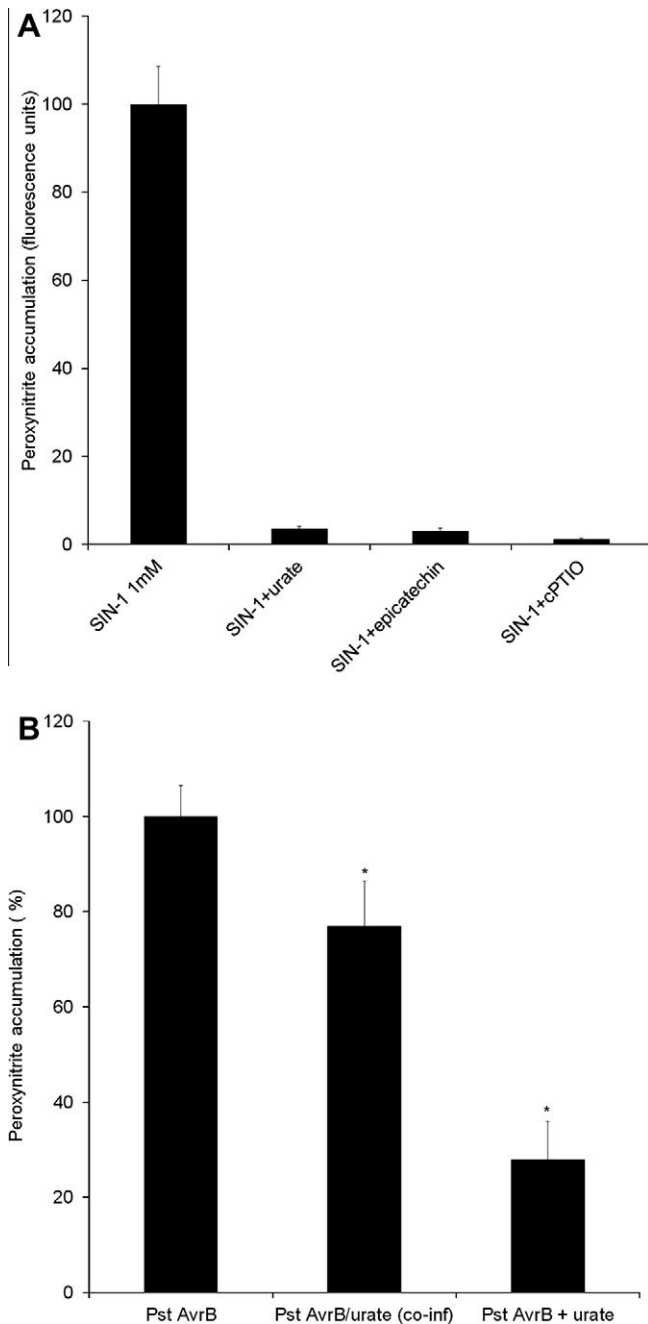 A
Peroxynitrite accumulation (fluorescence units)
120
100
80
60
40
20
0
SIN-1 1mM
SIN-1+urate
SIN-1+epicatechin
SIN-1+cPTIO
B
Peroxynitrite accumulation ( %)
120
100
80
60
40
20
0
*
*
Pst AvrB
Pst AvrB/urate (co-inf)
Pst AvrB + urate